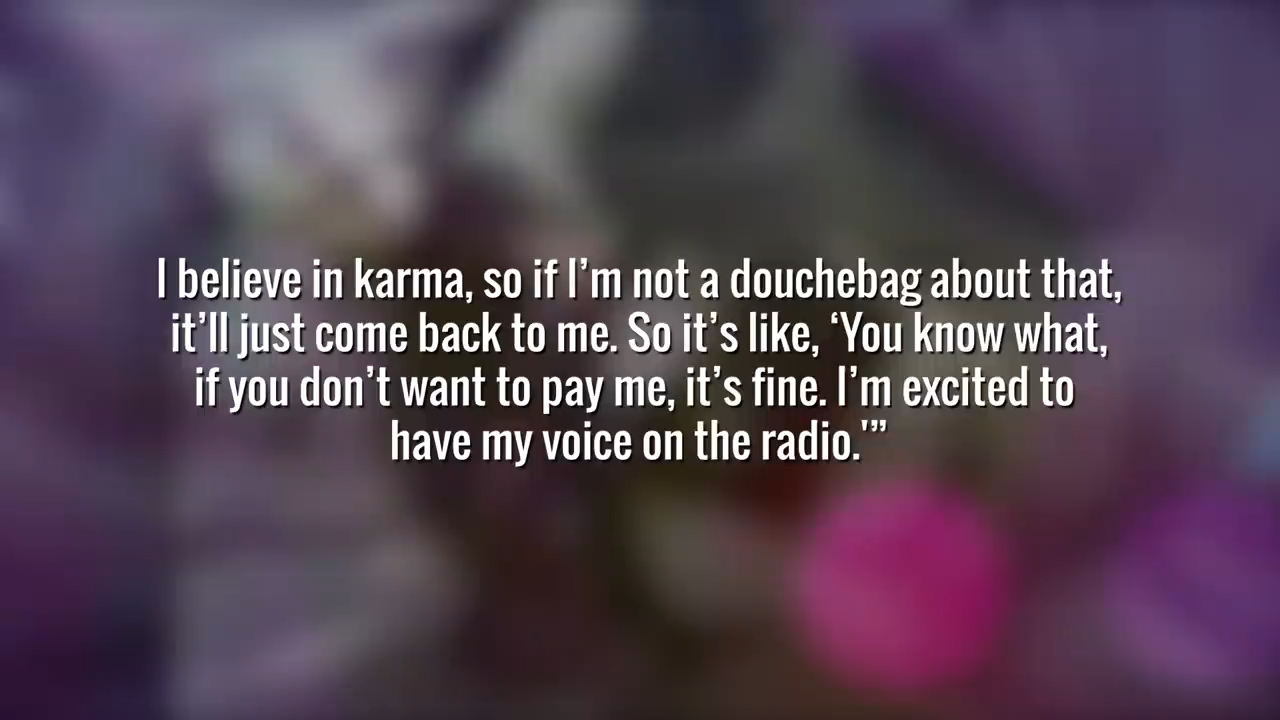 I believe in karma, so if I’m not a douchebag about that,
it’ll just come back to me. So it’s like, ‘You know what,
if you don’t want to pay me, it’s fine. I’m excited to
have my voice on the radio.'”